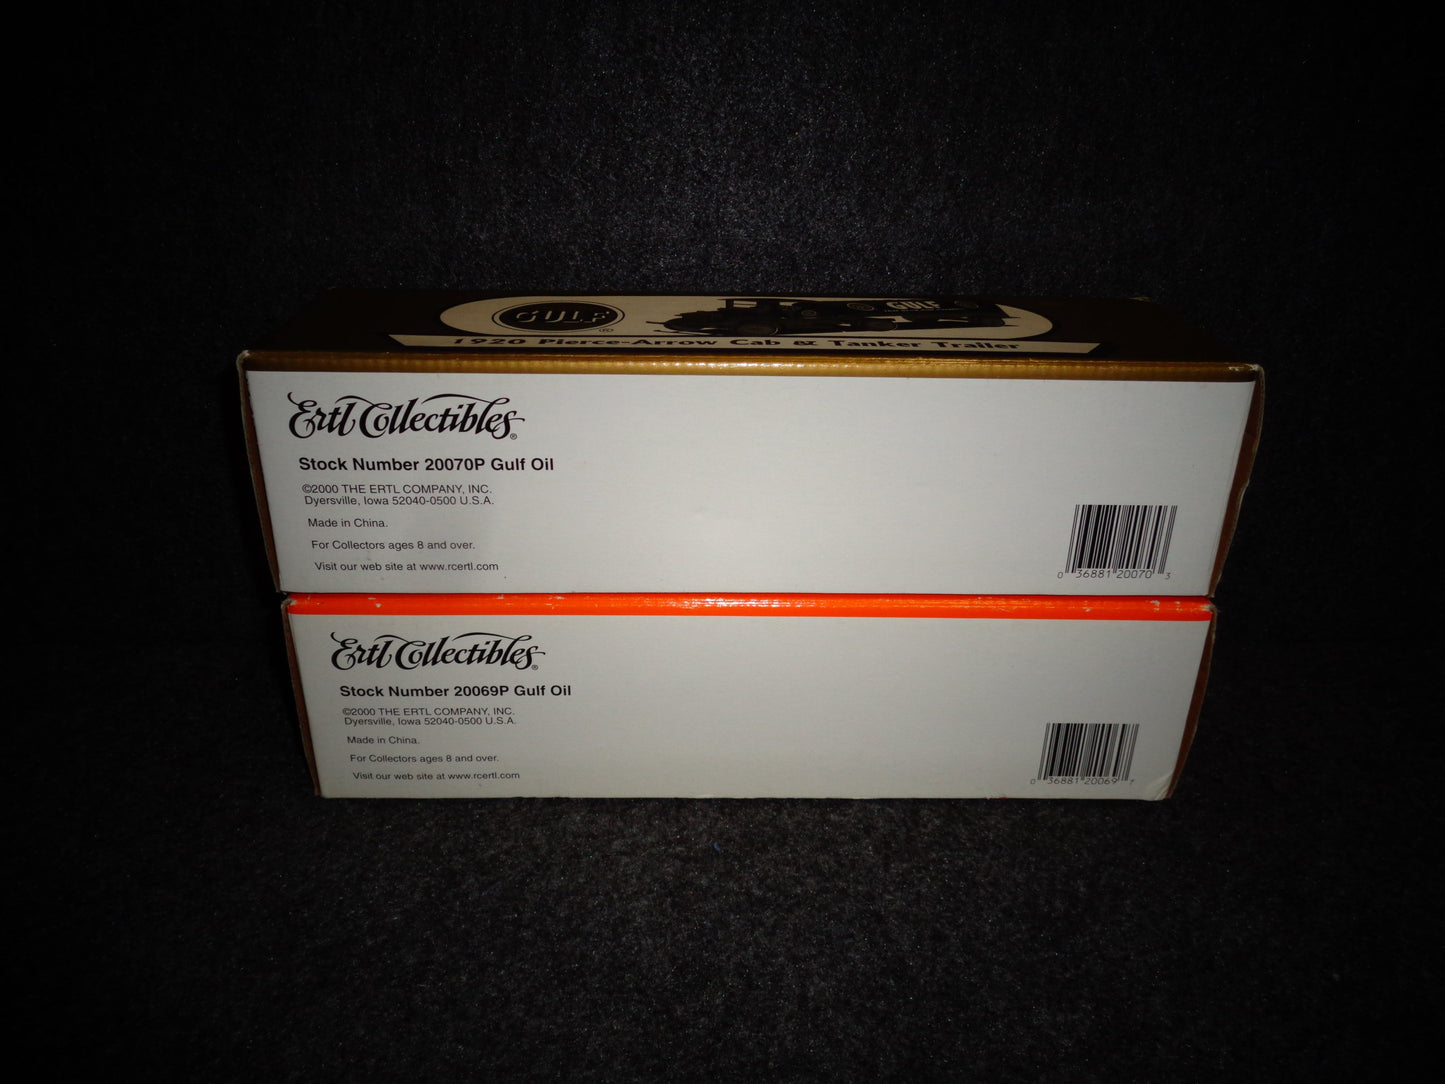 GULF
®
GULF
1920 Pierce-Arrow Cab & Tanker Trailer
Ertl Collectibles®
Stock Number 20070P Gulf Oil
©2000 THE ERTL COMPANY, INC.
Dyersville, Iowa 52040-0500 U.S.A.
Made in China.
For Collectors ages 8 and over.
Visit our web site at www.rcertl.com
0 36881 20070 3
Ertl Collectibles®
Stock Number 20069P Gulf Oil
©2000 THE ERTL COMPANY, INC.
Dyersville, Iowa 52040-0500 U.S.A.
Made in China.
For Collectors ages 8 and over.
Visit our web site at www.rcertl.com
0 36881 20069 7